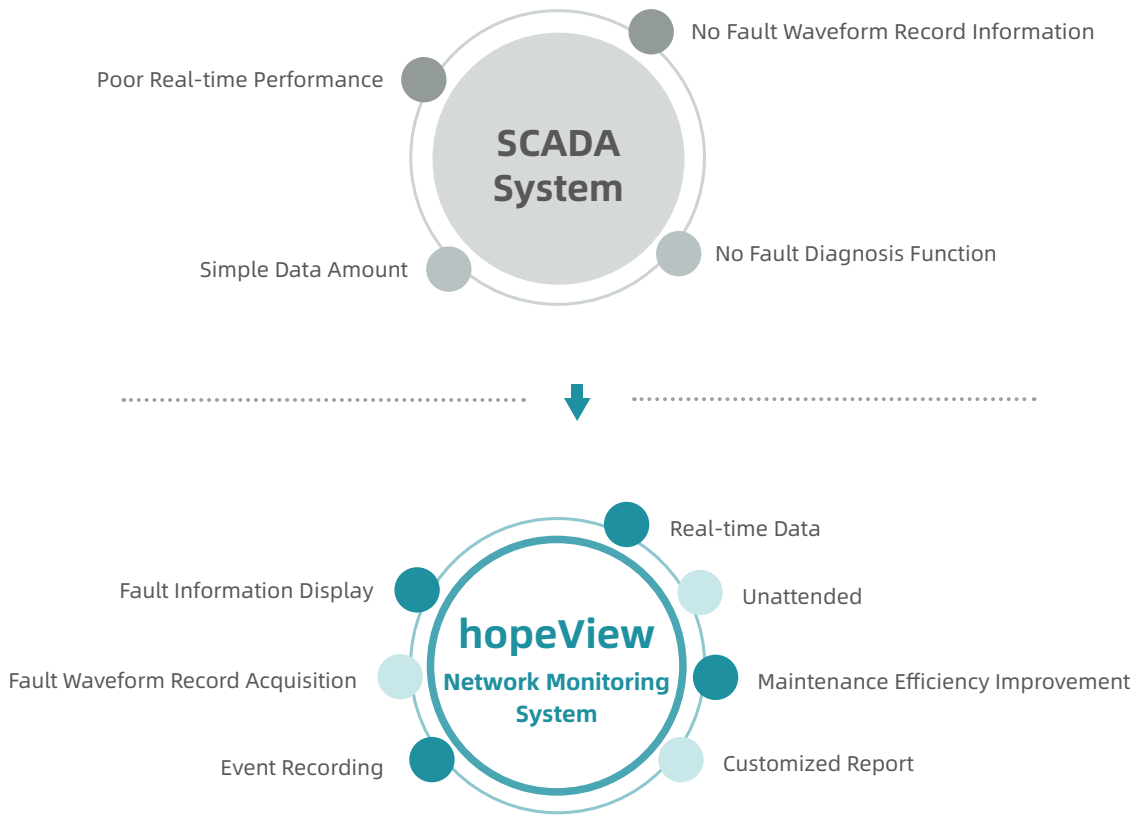 No Fault Waveform Record Information
Poor Real-time Performance
SCADA
System
No Fault Diagnosis Function
Simple Data Amount
Real-time Data
Fault Information Display
Unattended
hopeView
Network Monitoring
System
Fault Waveform Record Acquisition
Maintenance Efficiency Improvement
Event Recording
Customized Report